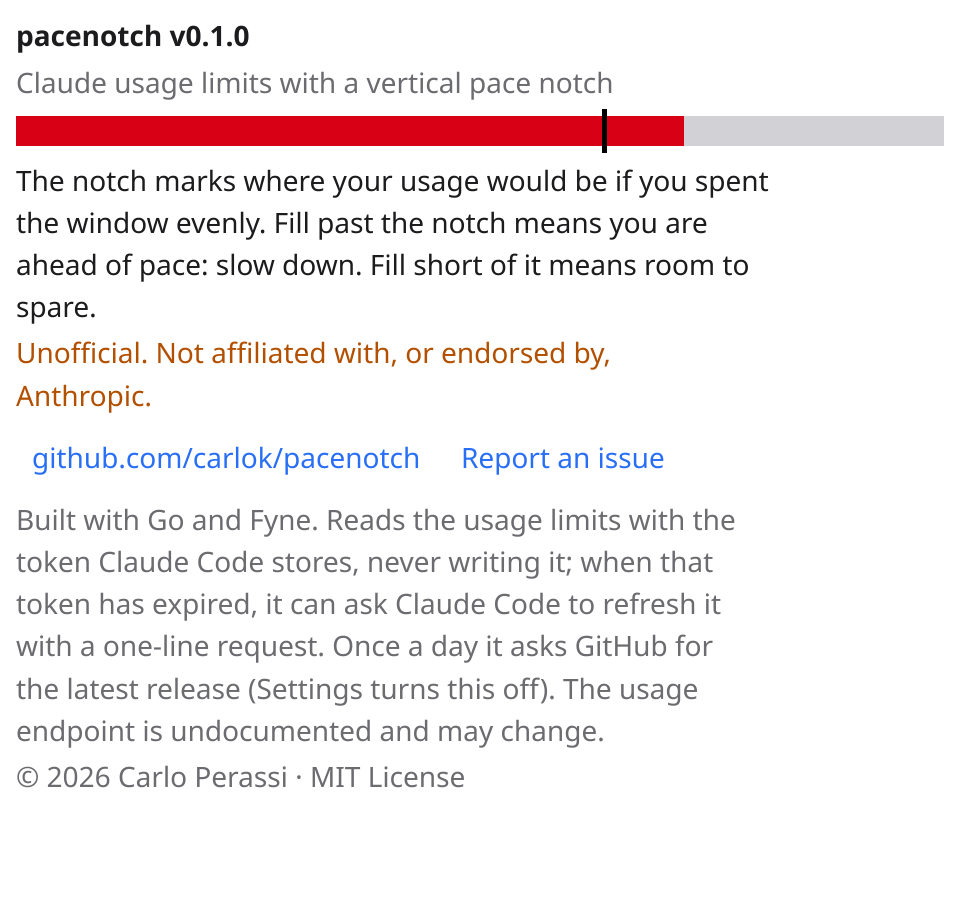 pacenotch v0.1.0
Claude usage limits with a vertical pace notch
The notch marks where your usage would be if you spent
the window evenly. Fill past the notch means you are
ahead of pace: slow down. Fill short of it means room to
spare.
Unofficial. Not affiliated with, or endorsed by,
Anthropic.
github.com/carlok/pacenotch Report an issue
Built with Go and Fyne. Reads the usage limits with the
token Claude Code stores, never writing it; when that
token has expired, it can ask Claude Code to refresh it
with a one-line request. Once a day it asks GitHub for
the latest release (Settings turns this off). The usage
endpoint is undocumented and may change.
© 2026 Carlo Perassi · MIT License